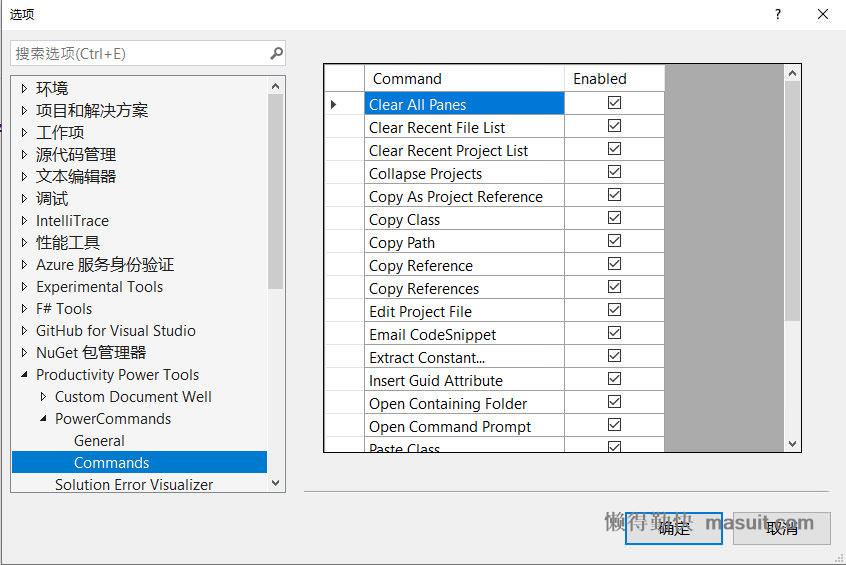 选项
搜索选项(Ctrl+E)
环境
项目和解决方案
工作项
源代码管理
文本编辑器
调试
IntelliTrace
性能工具
Azure 服务身份验证
Experimental Tools
F# Tools
GitHub for Visual Studio
NuGet 包管理器
Productivity Power Tools
Custom Document Well
PowerCommands
General
Commands
Solution Error Visualizer
Command Enabled
Clear All Panes
Clear Recent File List
Clear Recent Project List
Collapse Projects
Copy As Project Reference
Copy Class
Copy Path
Copy Reference
Copy References
Edit Project File
Email CodeSnippet
Extract Constant...
Insert Guid Attribute
Open Containing Folder
Open Command Prompt
Paste Class
懒得勤快 masuit.com
确定 取消